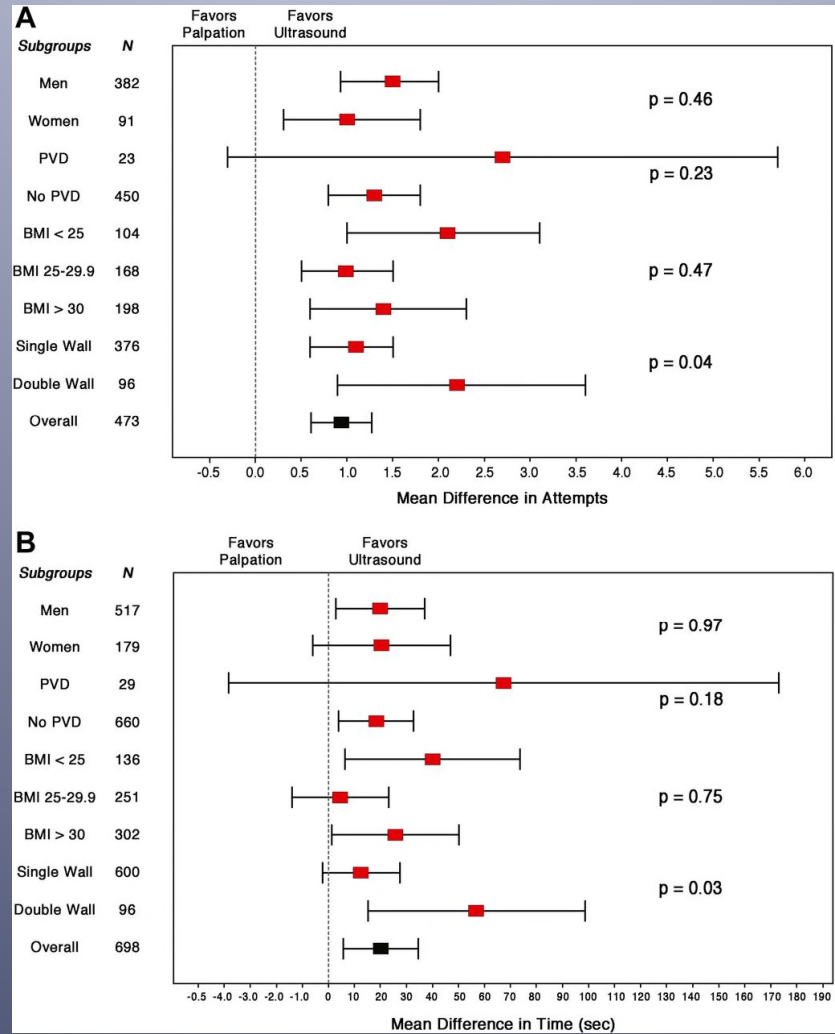 A
Favors Favors
Palpation Ultrasound
Subgroups N
Men 382
p = 0.46
Women 91
PVD 23
p = 0.23
No PVD 450
BMI < 25 104
BMI 25-29.9 168 p = 0.47
BMI > 30 198
Single Wall 376
p = 0.04
Double Wall 96
Overall 473
-0.5 0.0 0.5 1.0 1.5 2.0 2.5 3.0 3.5 4.0 4.5 5.0 5.5 6.0
Mean Difference in Attempts
B
Favors Favors
Palpation Ultrasound
Subgroups N
Men 517
p = 0.97
Women 179
PVD 29
p = 0.18
No PVD 660
BMI < 25 136
BMI 25-29.9 251 p = 0.75
BMI > 30 302
Single Wall 600
p = 0.03
Double Wall 96
Overall 698
-0.5 -4.0 -3.0 -2.0 -1.0 0 10 20 30 40 50 60 70 80 90 100 110 120 130 140 150 160 170 180 190
Mean Difference in Time (sec)